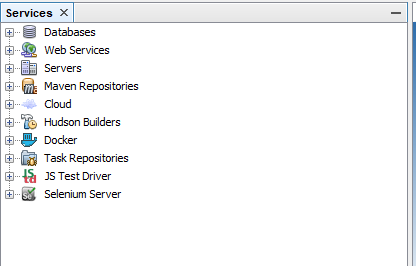 Services
Databases
Web Services
Servers
Maven Repositories
Cloud
Hudson Builders
Docker
Task Repositories
JS Test Driver
Selenium Server